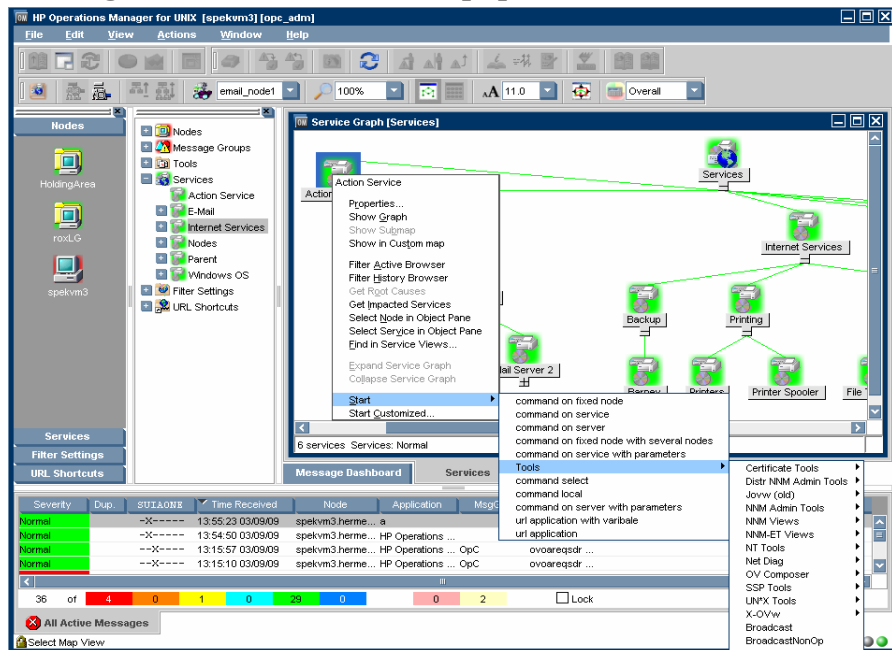 HP Operations Manager for UNIX [spekvm3] [opc_adm]
File Edit View Actions Window Help
email_node1 100% AA 11.0 Overall
Nodes
HoldingArea
roxLG
spekvm3
Services
Filter Settings
URL Shortcuts
Nodes
Message Groups
Tools
Services
Action Service
E-Mail
Internet Services
Nodes
Parent
Windows OS
Filter Settings
URL Shortcuts
Service Graph [Services]
Services
Internet Services
Backup
Printing
Mail Server 2
Barney
Printers
Printer Spooler
File
Action Service
Properties...
Show Graph
Show Submap
Show in Custom map
Filter Active Browser
Filter History Browser
Get Root Causes
Get Impacted Services
Select Node in Object Pane
Select Service in Object Pane
Find in Service Views...
Expand Service Graph
Collapse Service Graph
Start
Start Customized...
command on fixed node
command on service
command on server
command on fixed node with several nodes
command on service with parameters
Tools
command select
command local
command on server with parameters
url application with varibale
url application
Certificate Tools
Distr NNM Admin Tools
Jovw (old)
NNM Admin Tools
NNM Views
NNM-ET Views
NT Tools
Net Diag
OV Composer
SSP Tools
UN*X Tools
X-OVw
Broadcast
BroadcastNonOp
6 services Services: Normal
Message Dashboard Services
Severity Dup. SUIAONE Time Received Node Application MsgG
Normal -X----- 13:55:23 03/09/09 spekvm3.herme... a
Normal --X---- 13:54:50 03/09/09 spekvm3.herme... HP Operations ...
Normal --X---- 13:15:57 03/09/09 spekvm3.herme... HP Operations ... OpC ovoareqsdr ...
Normal --X---- 13:15:10 03/09/09 spekvm3.herme... HP Operations ... OpC ovoareqsdr ...
36 of 4 0 1 0 29 0 0 2 Lock
All Active Messages
Select Map View